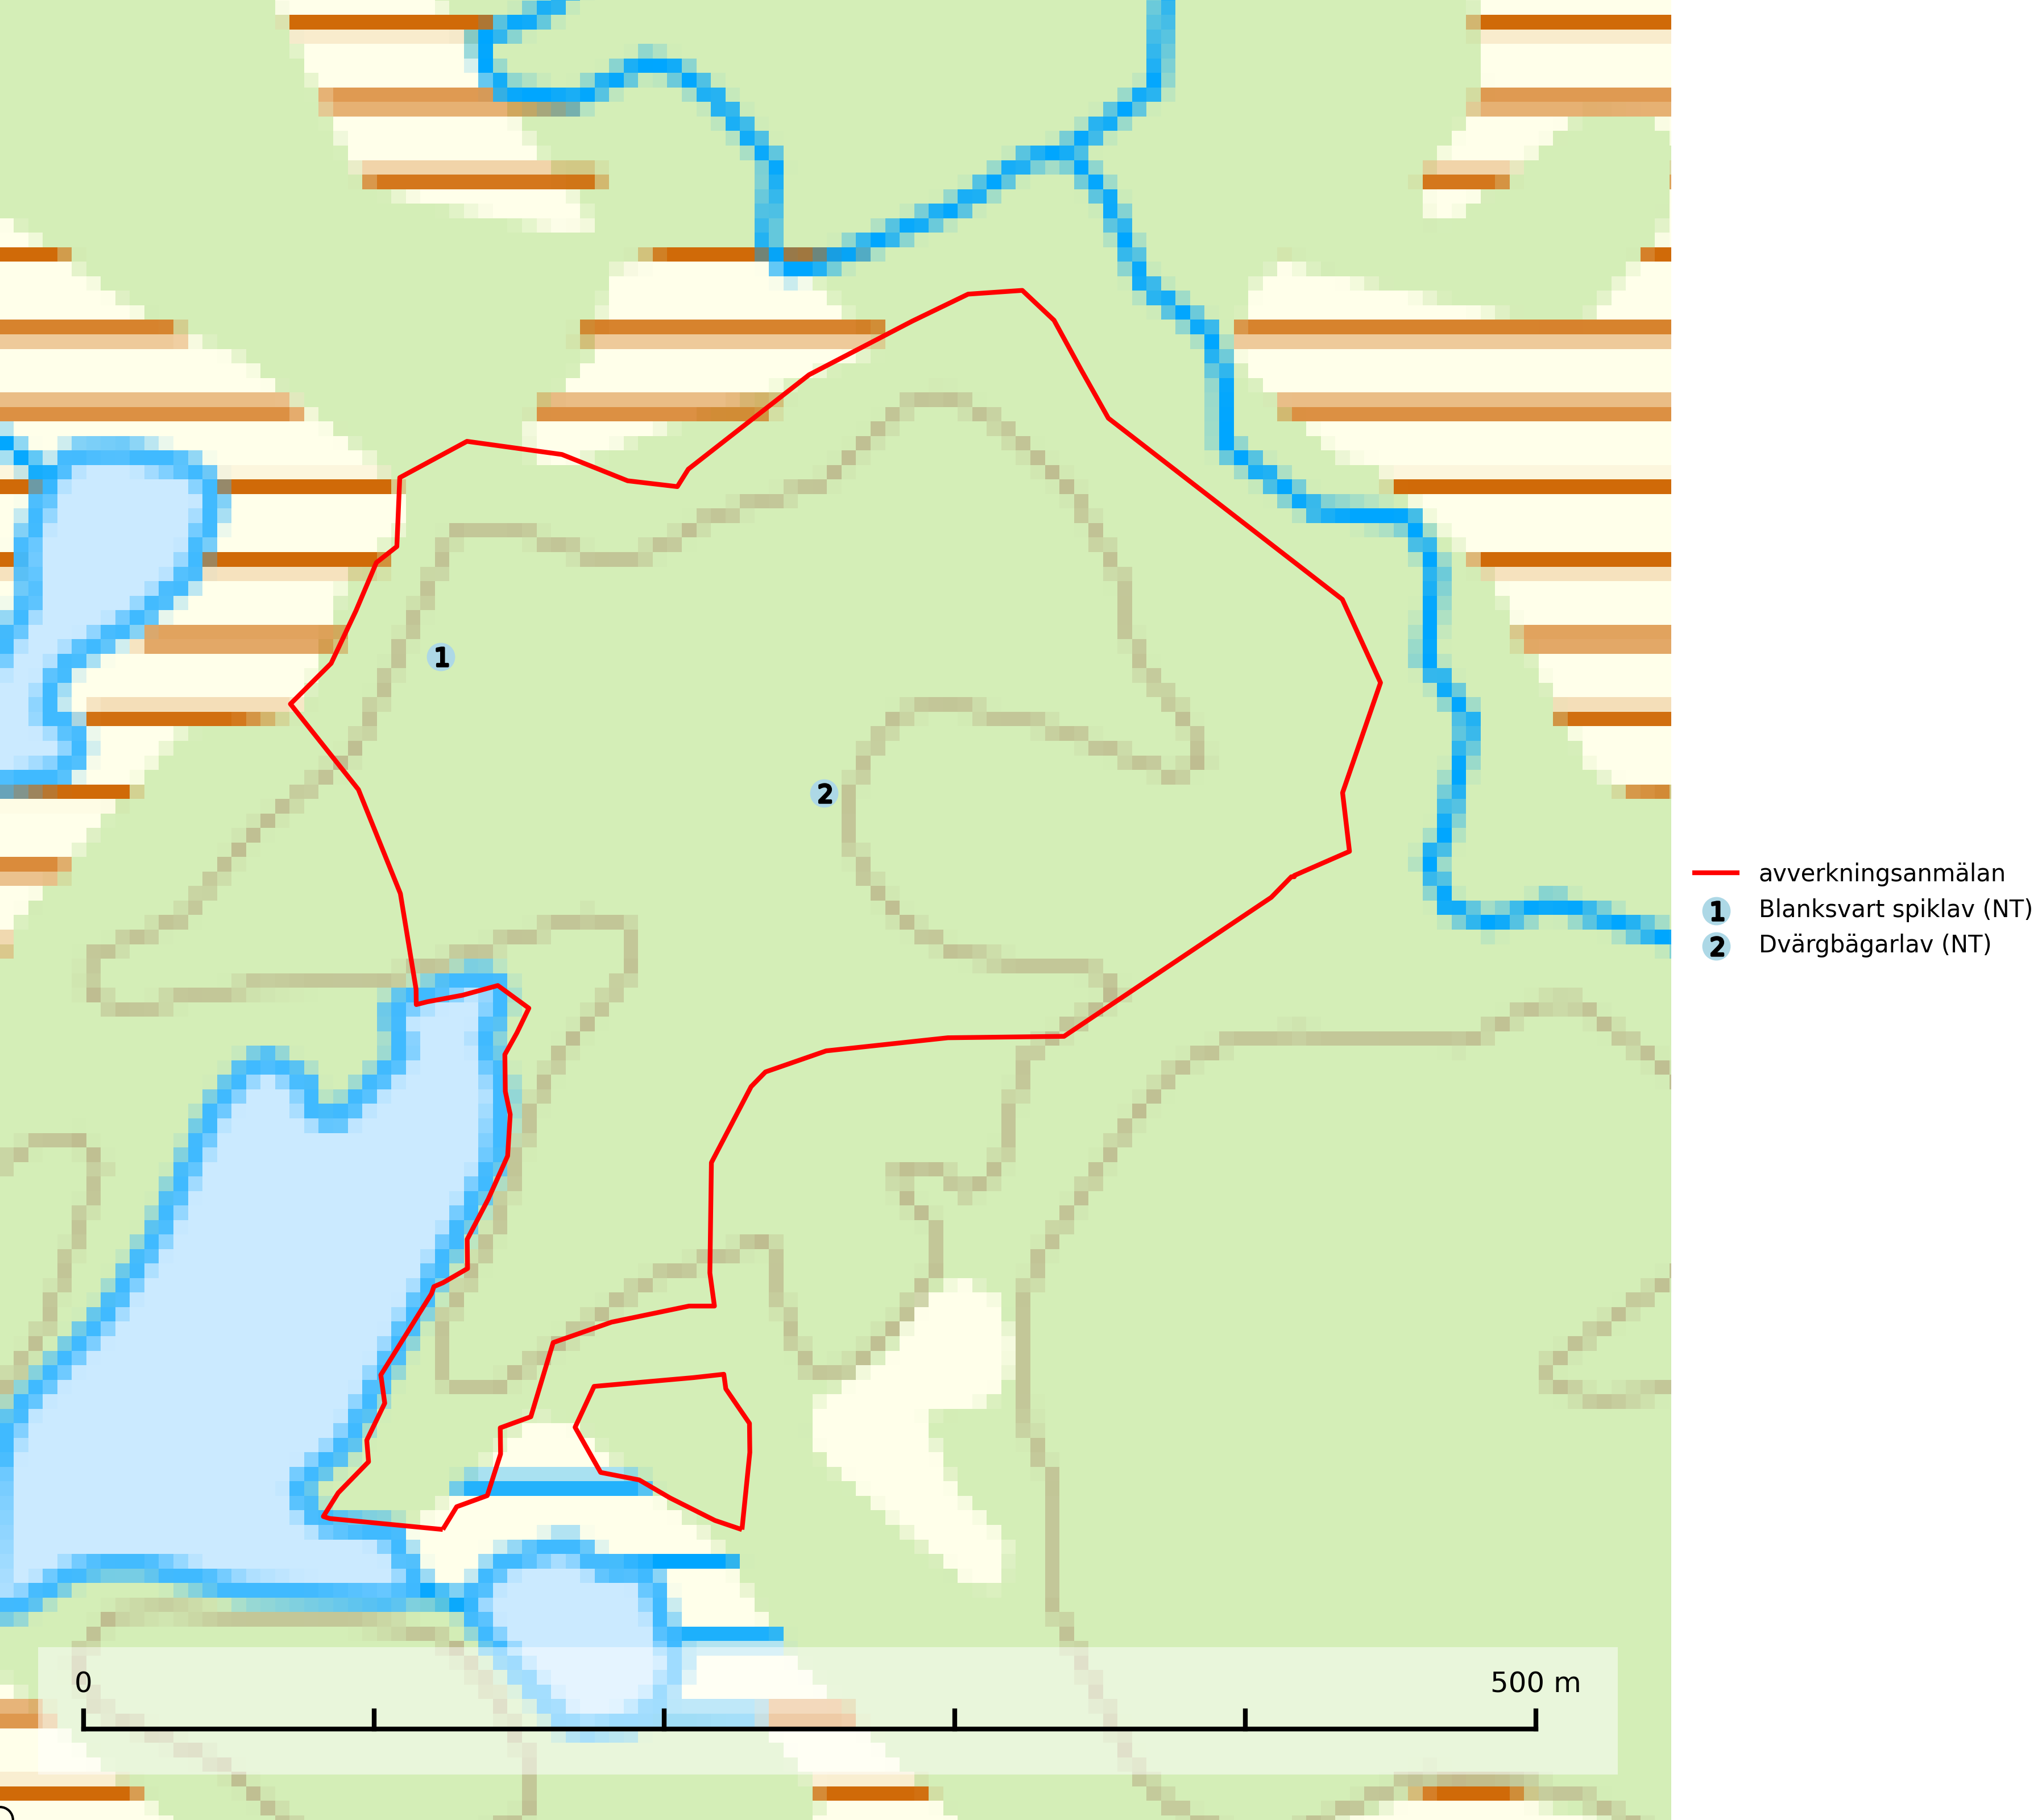 1
2
avverkningsanmälan
1 Blanksvart spiklav (NT)
2 Dvärgbägarlav (NT)
0 500 m